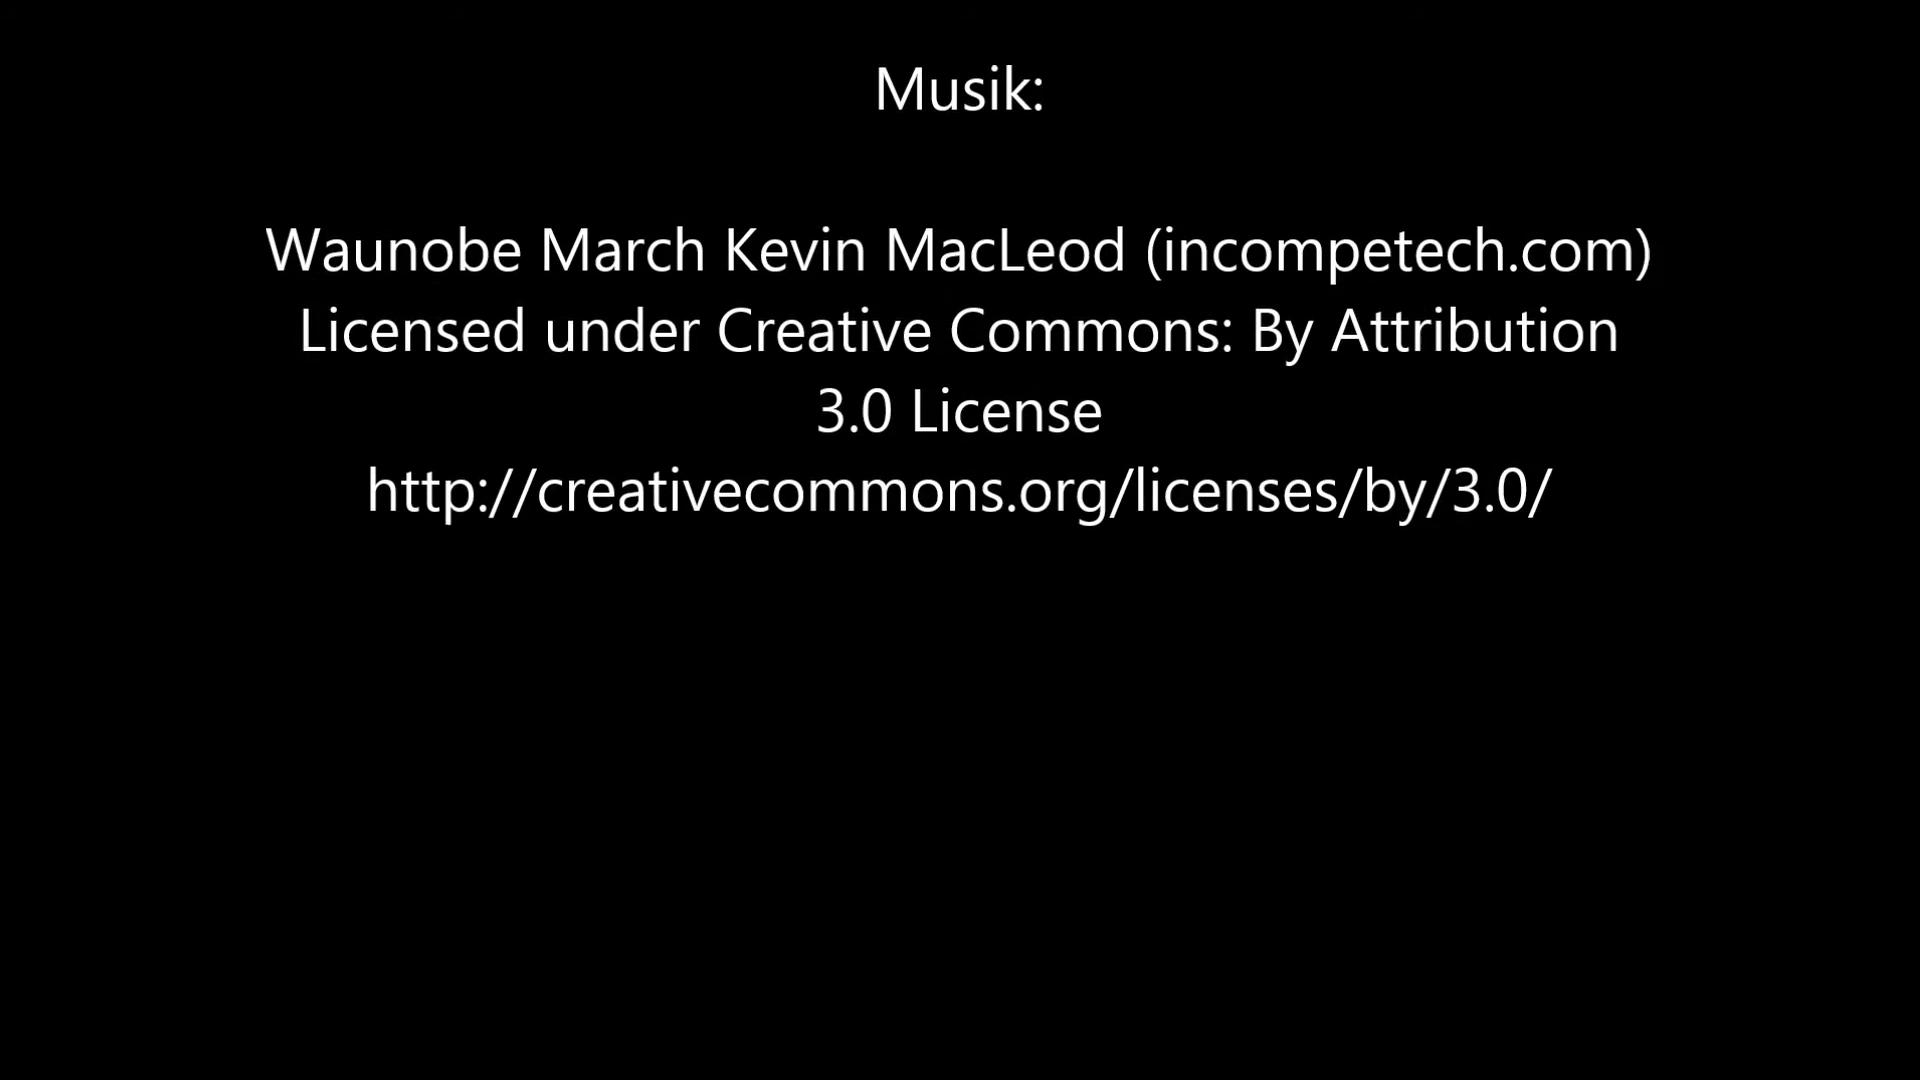 Musik:
Waunobe March Kevin MacLeod (incompetech.com)
Licensed under Creative Commons: By Attribution
3.0 License
http://creativecommons.org/licenses/by/3.0/